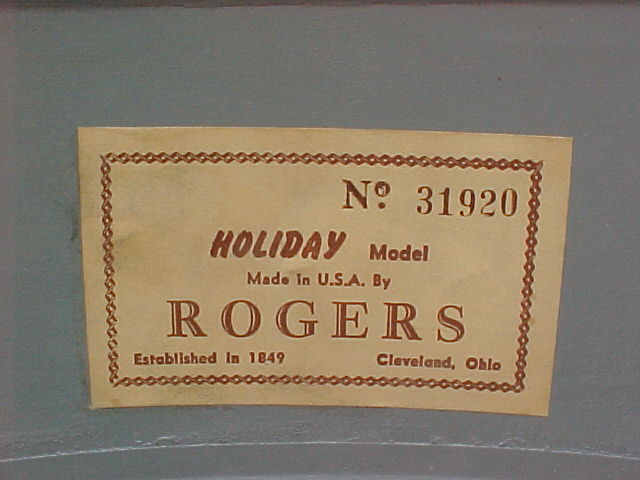 Nº 31920
HOLIDAY Model
Made in U.S.A. By
ROGERS
Established in 1849 Cleveland, Ohio